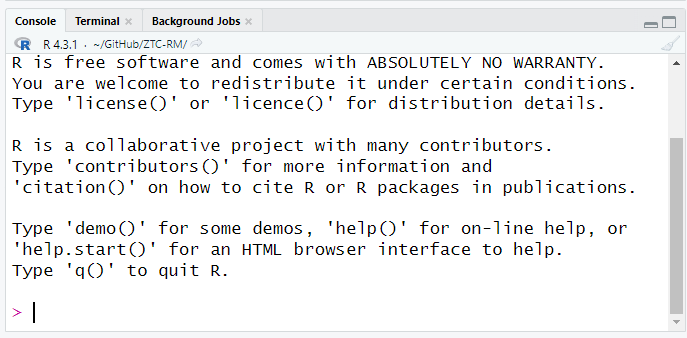 Console Terminal × Background Jobs ×
R R 4.3.1 · ~/GitHub/ZTC-RM/
R is free software and comes with ABSOLUTELY NO WARRANTY.
You are welcome to redistribute it under certain conditions.
Type 'license()' or 'licence()' for distribution details.

R is a collaborative project with many contributors.
Type 'contributors()' for more information and
'citation()' on how to cite R or R packages in publications.

Type 'demo()' for some demos, 'help()' for on-line help, or
'help.start()' for an HTML browser interface to help.
Type 'q()' to quit R.

>